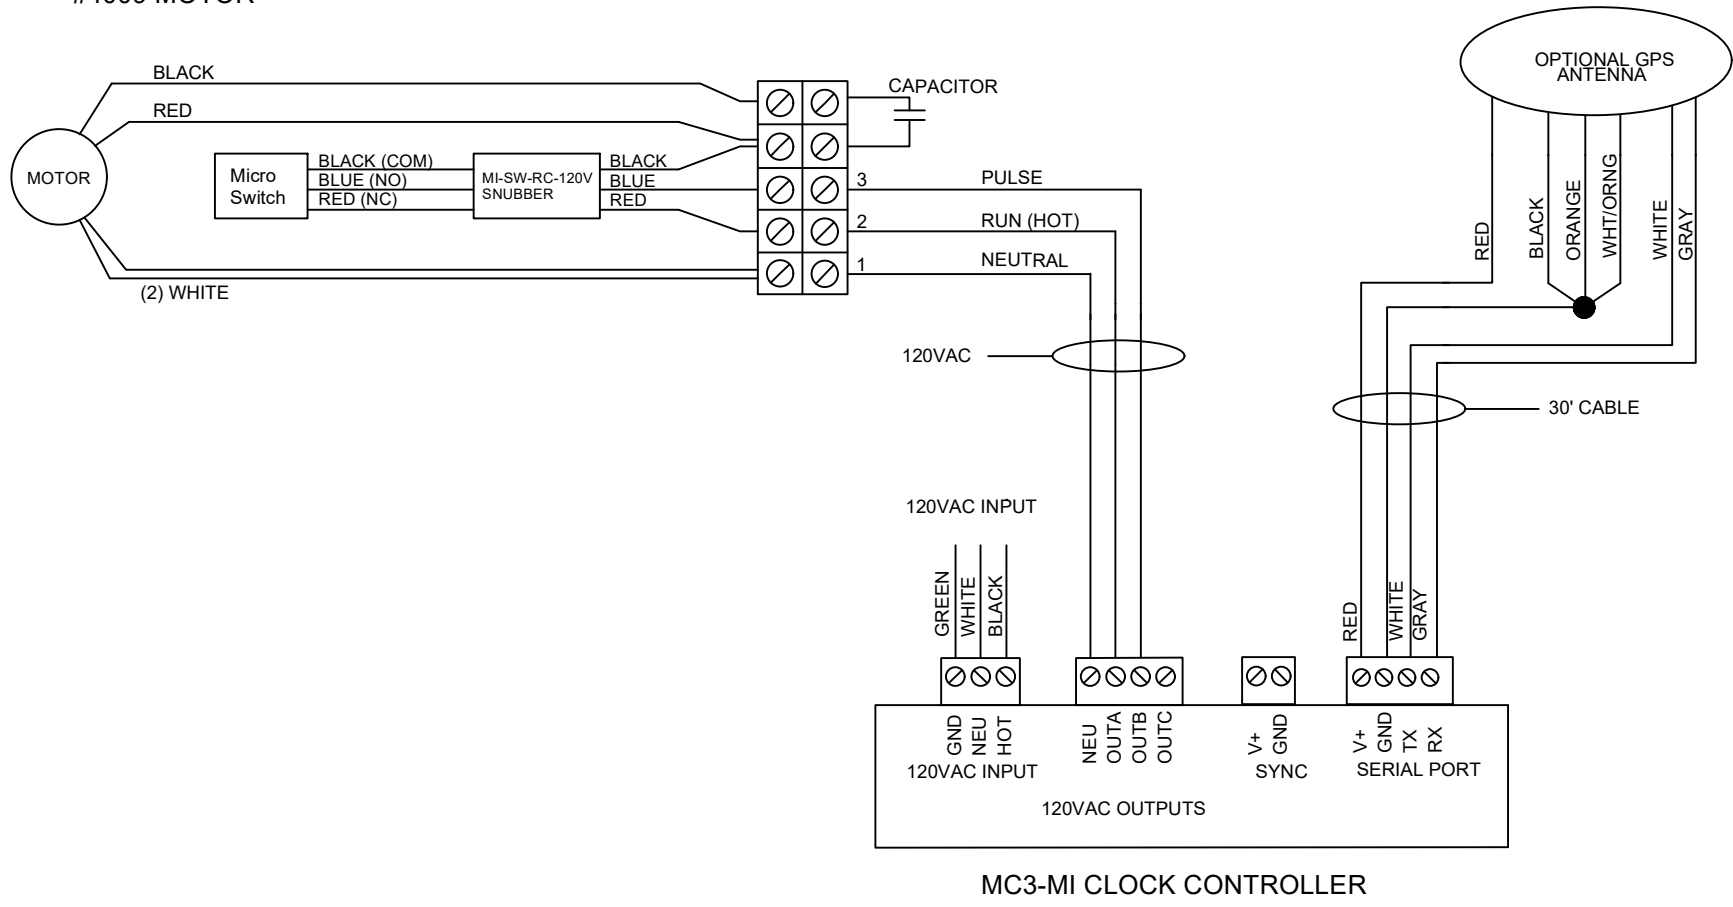 BLACK
RED
MOTOR
Micro
Switch
BLACK (COM)
BLUE (NO)
RED (NC)
MI-SW-RC-120V
SNUBBER
BLACK
BLUE
RED
(2) WHITE
CAPACITOR
3
PULSE
2
RUN (HOT)
1
NEUTRAL
120VAC
OPTIONAL GPS
ANTENNA
RED
BLACK
ORANGE
WHT/ORNG
WHITE
GRAY
30' CABLE
120VAC INPUT
GREEN
WHITE
BLACK
RED
WHITE
GRAY
GND
NEU
HOT
120VAC INPUT
NEU
OUTA
OUTB
OUTC
120VAC OUTPUTS
V+
GND
SYNC
V+
GND
TX
RX
SERIAL PORT
MC3-MI CLOCK CONTROLLER